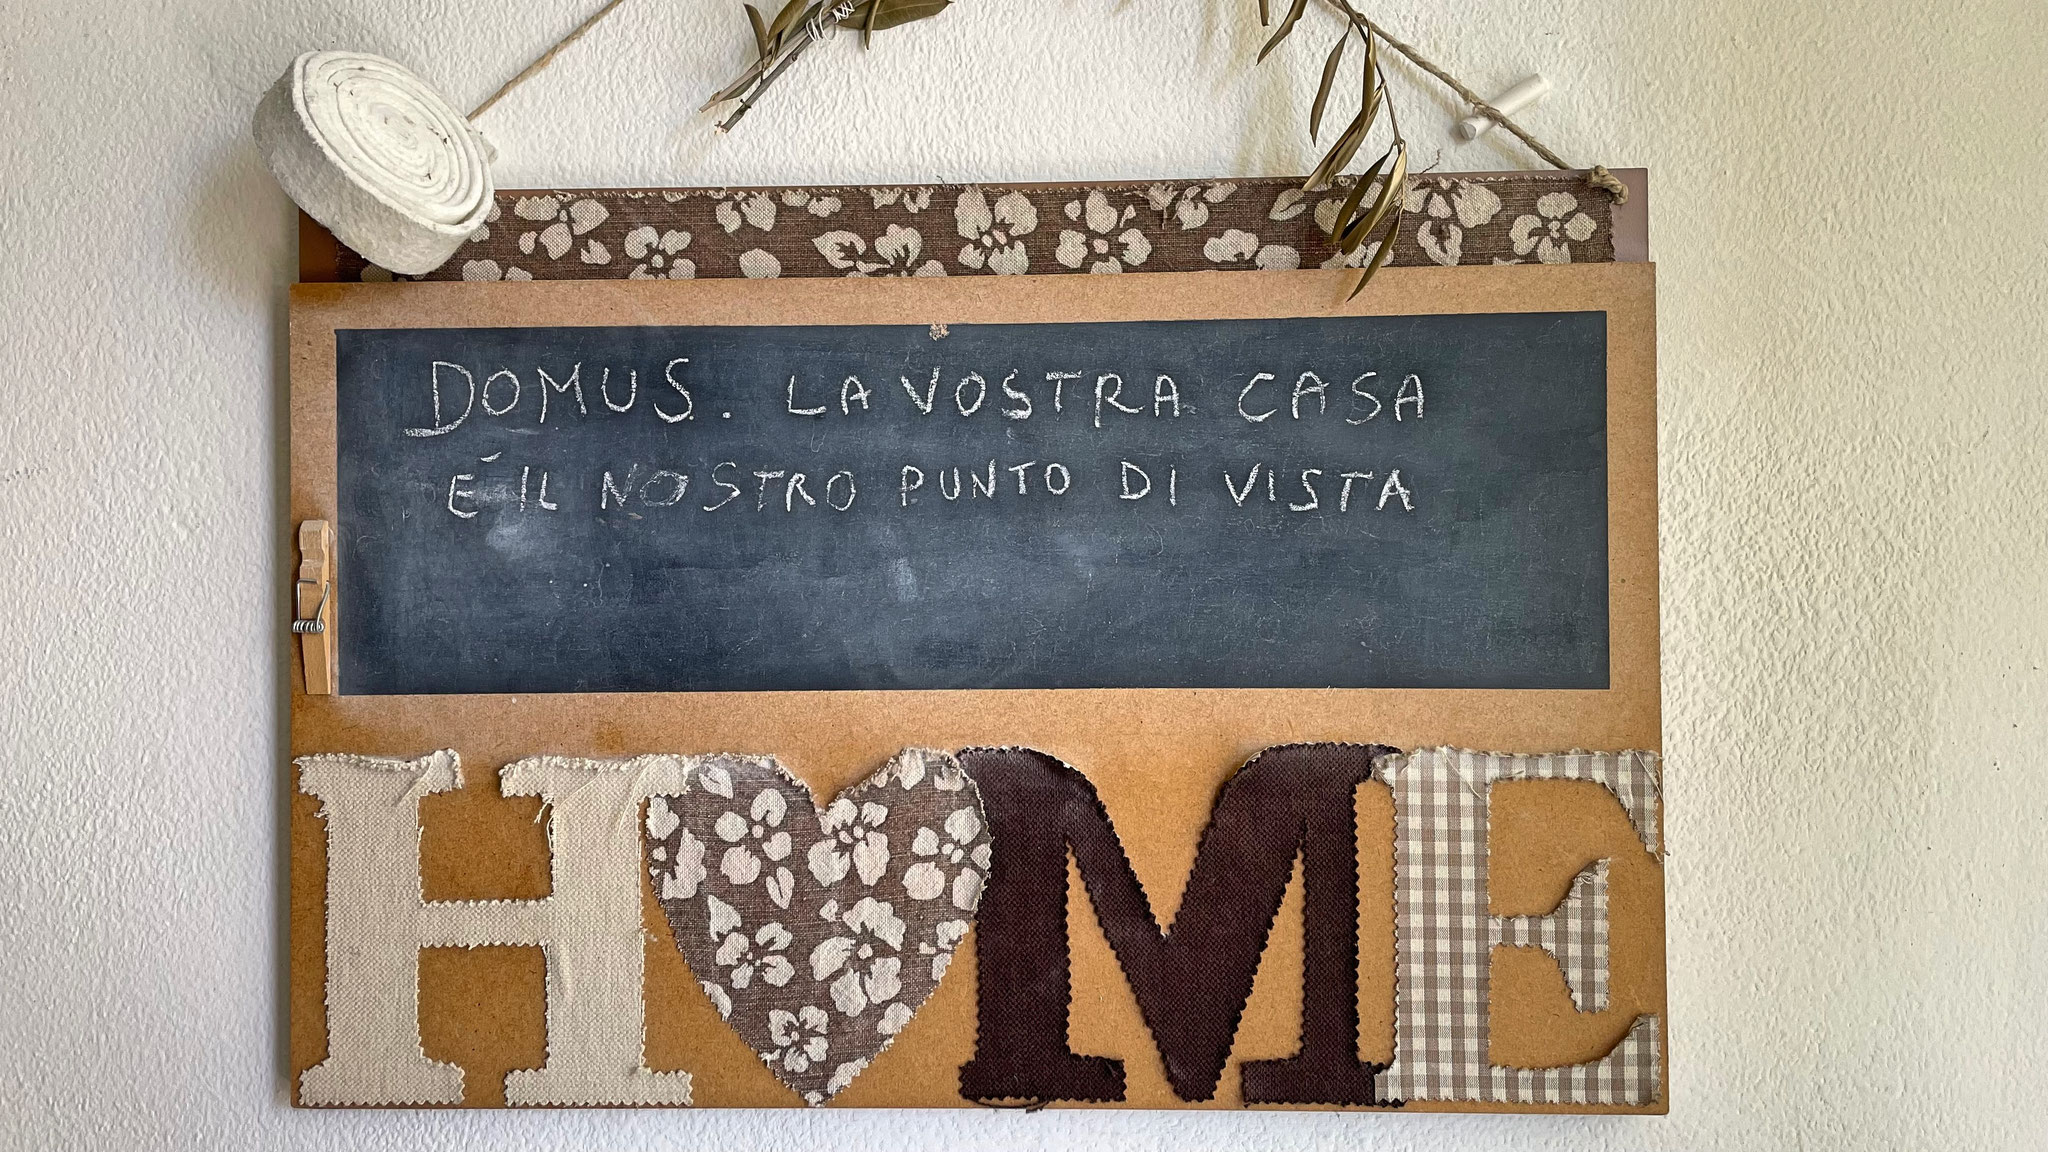 DOMUS. LA VOSTRA CASA
É IL NOSTRO PUNTO DI VISTA
H♥ME